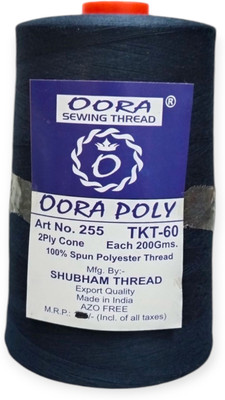 OORA ®
SEWING THREAD
O
OORA POLY
Art No. 255 TKT-60
2Ply Cone Each 200Gms.
100% Spun Polyester Thread
Mfg. By:-
SHUBHAM THREAD
Export Quality
Made in India
AZO FREE
M.R.P.: /- (Incl. of all taxes)